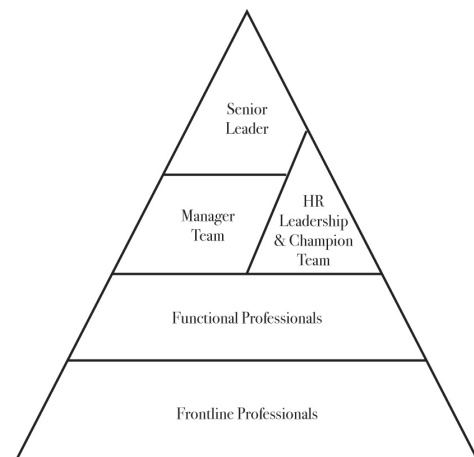 Senior
Leader
Manager
Team
HR
Leadership
& Champion
Team
Functional Professionals
Frontline Professionals